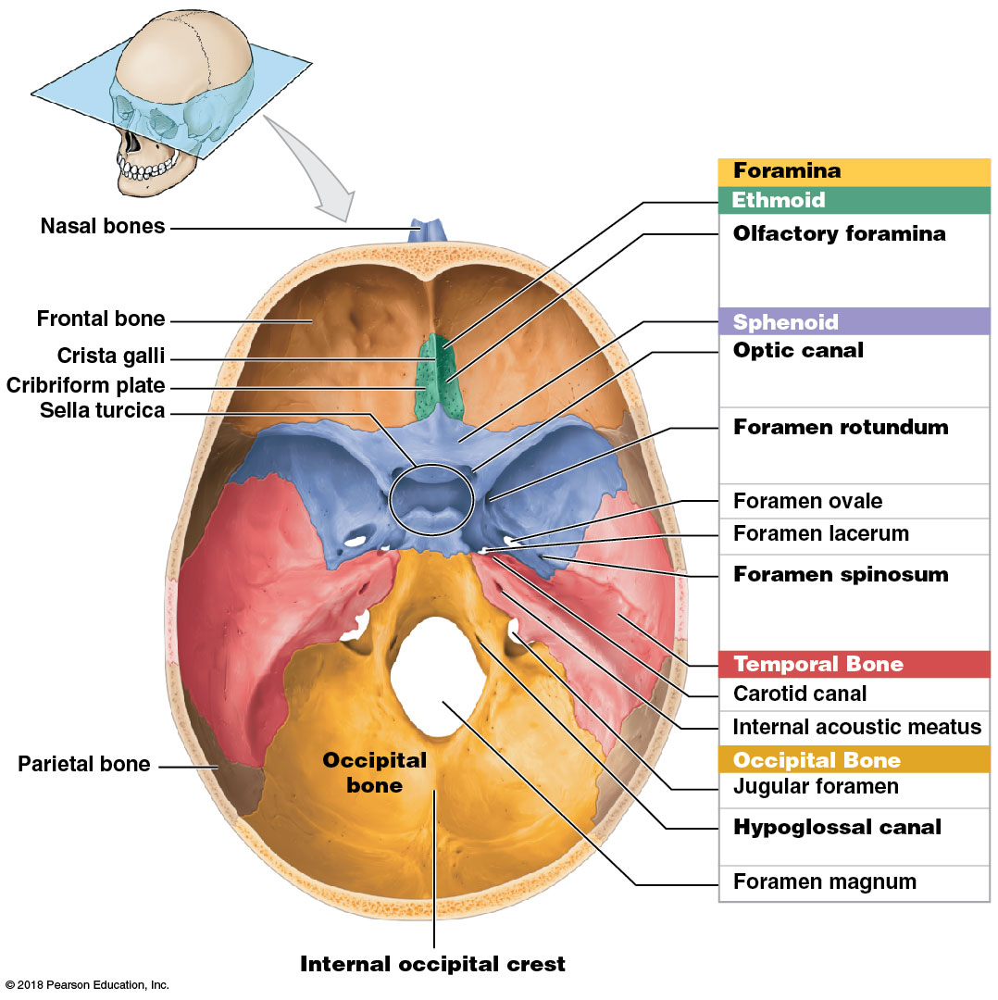 Nasal bones
Frontal bone
Crista galli
Cribriform plate
Sella turcica
Parietal bone
Occipital
bone
Internal occipital crest
Foramina
Ethmoid
Olfactory foramina
Sphenoid
Optic canal
Foramen rotundum
Foramen ovale
Foramen lacerum
Foramen spinosum
Temporal Bone
Carotid canal
Internal acoustic meatus
Occipital Bone
Jugular foramen
Hypoglossal canal
Foramen magnum
© 2018 Pearson Education, Inc.